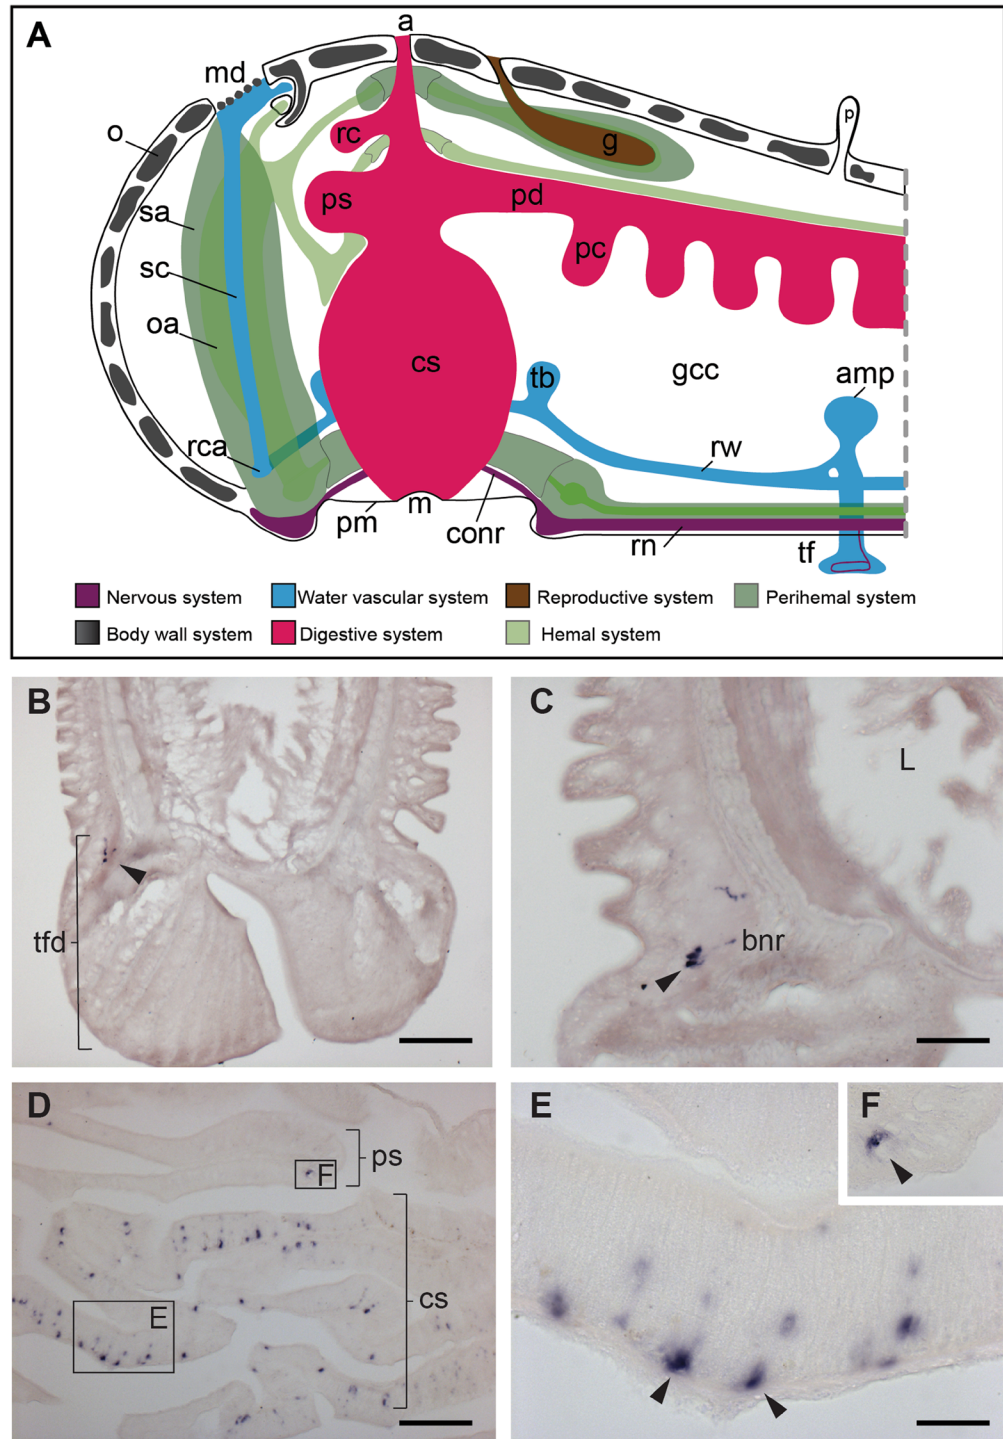 A
a
md
o
rc
g
p
ps
pd
sa
pc
sc
oa
cs
tb
gcc
amp
rca
rw
pm
m
conr
rn
tf
Nervous system
Water vascular system
Reproductive system
Perihemal system
Body wall system
Digestive system
Hemal system
B
tfd
C
L
bnr
D
ps
F
cs
E
E
F